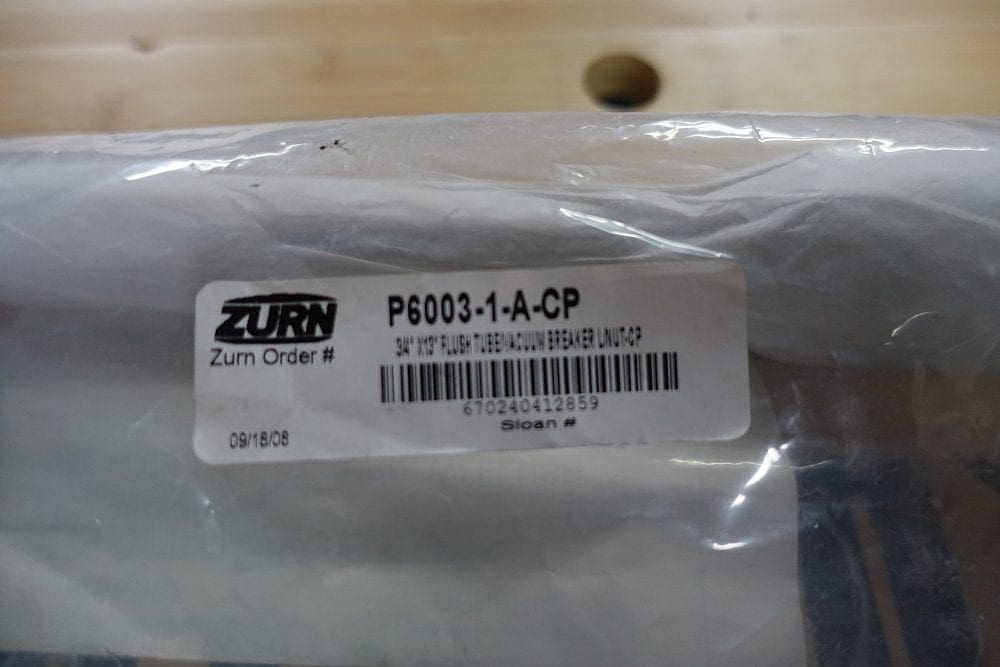 ZURN
Zurn Order #
P6003-1-A-CP
3/4" X13" FLUSH TUBE/VACUUM BREAKER UNUT-CP
670240412859
Sloan #
09/18/08